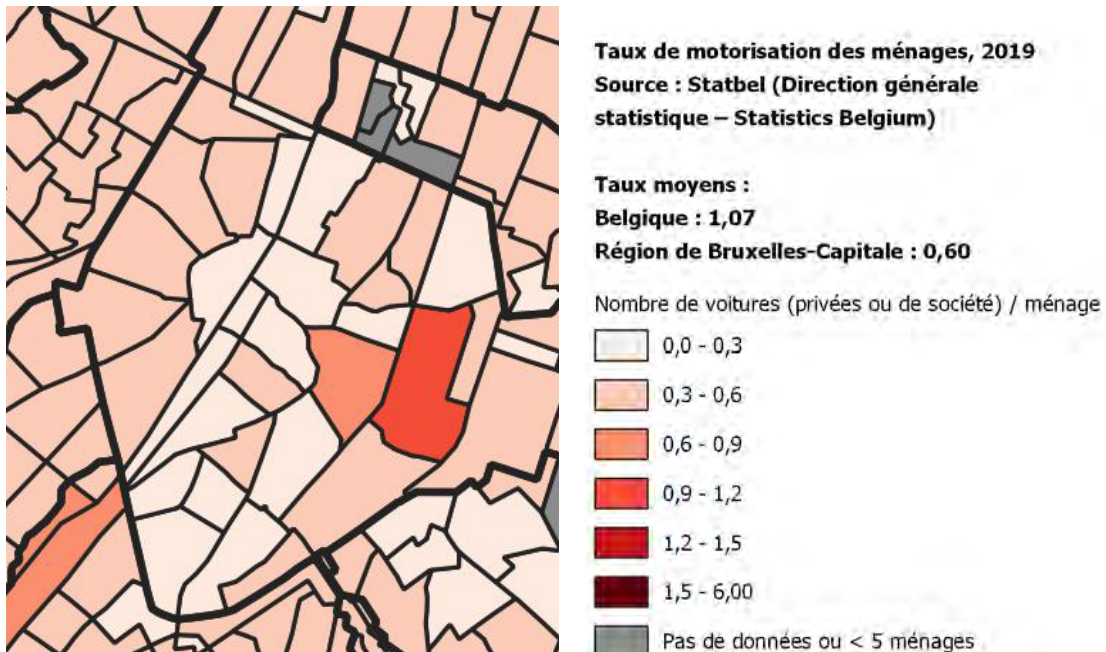 Taux de motorisation des ménages, 2019
Source : Statbel (Direction générale
statistique – Statistics Belgium)
Taux moyens :
Belgique : 1,07
Région de Bruxelles-Capitale : 0,60
Nombre de voitures (privées ou de société) / ménage
0,0 - 0,3
0,3 - 0,6
0,6 - 0,9
0,9 - 1,2
1,2 - 1,5
1,5 - 6,00
Pas de données ou < 5 ménages